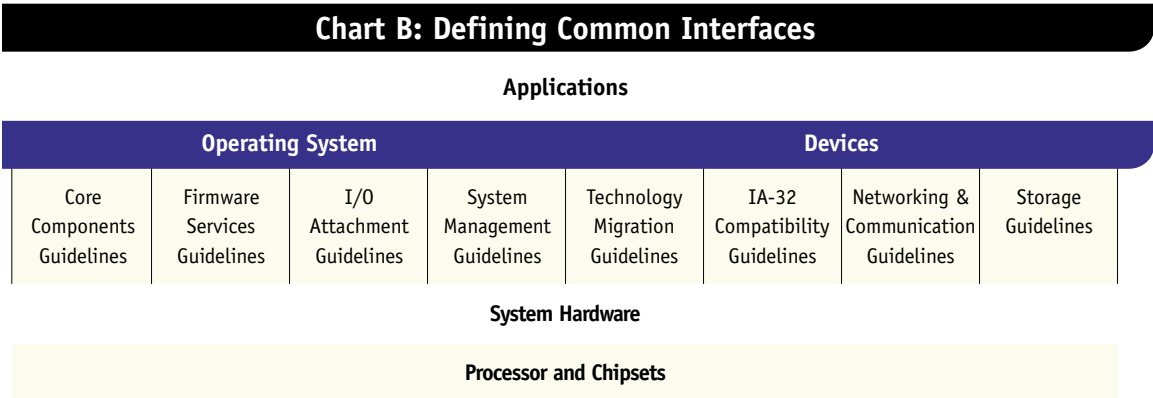 Chart B: Defining Common Interfaces
Applications
Operating System
Devices
Core
Components
Guidelines
Firmware
Services
Guidelines
I/O
Attachment
Guidelines
System
Management
Guidelines
Technology
Migration
Guidelines
IA-32
Compatibility
Guidelines
Networking &
Communication
Guidelines
Storage
Guidelines
System Hardware
Processor and Chipsets